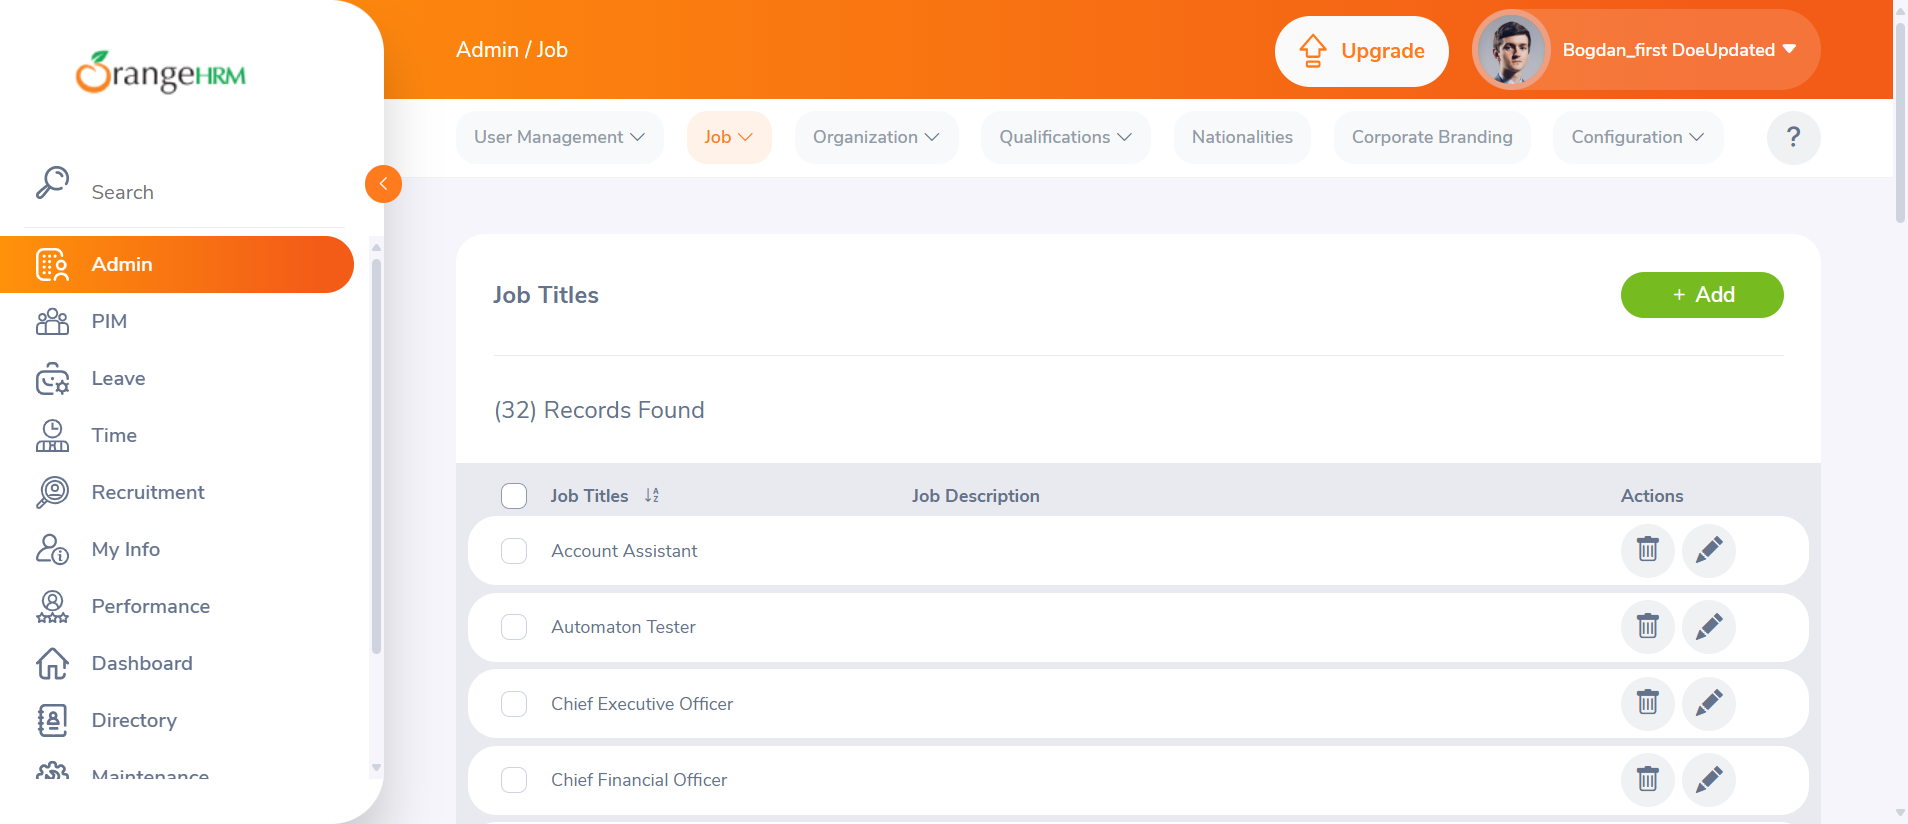 OrangeHRM
Admin / Job
Upgrade
Bogdan_first DoeUpdated
User Management
Job
Organization
Qualifications
Nationalities
Corporate Branding
Configuration
?
Search
Admin
PIM
Leave
Time
Recruitment
My Info
Performance
Dashboard
Directory
Maintenance
Job Titles
+ Add
(32) Records Found
Job Titles
Job Description
Actions
Account Assistant
Automaton Tester
Chief Executive Officer
Chief Financial Officer